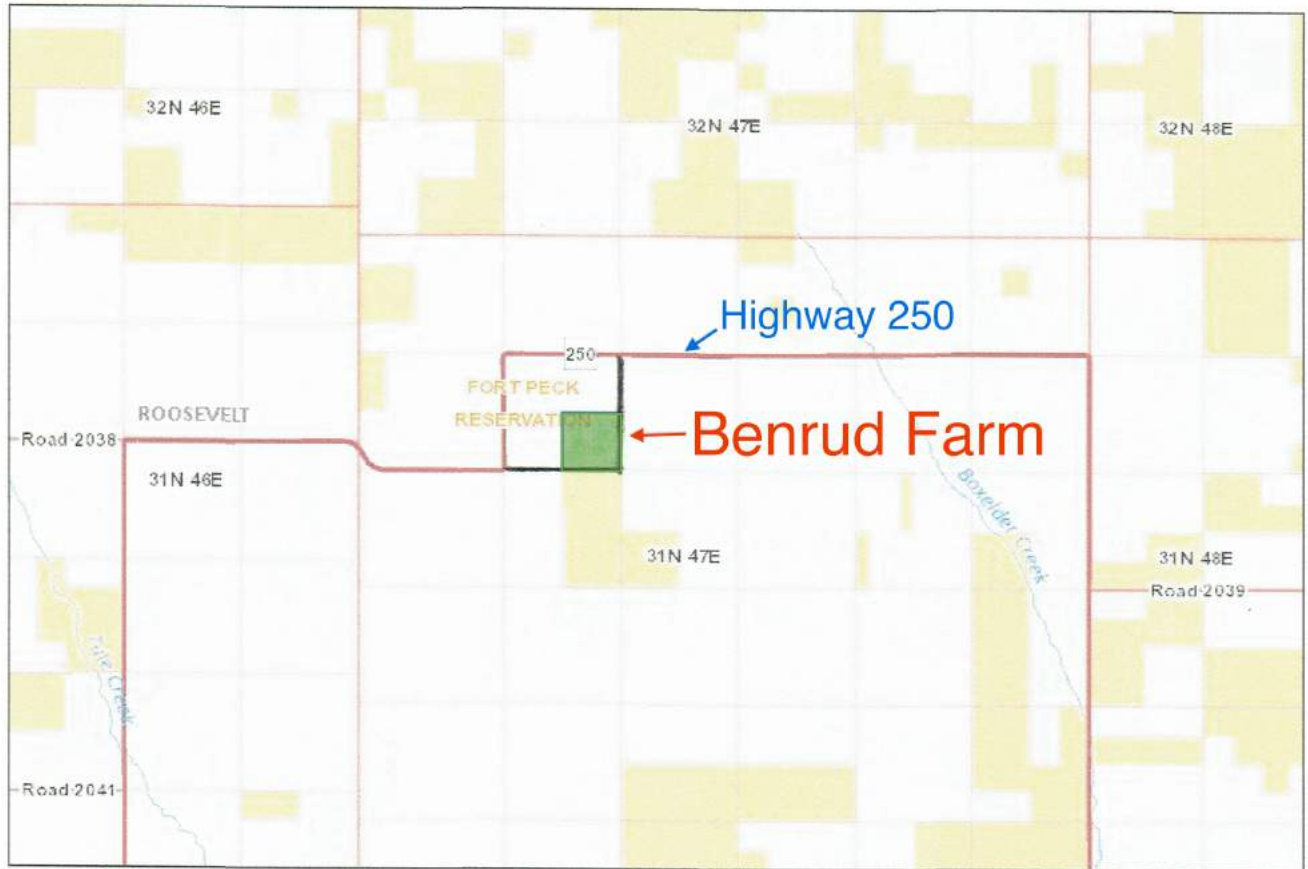 32N 46E
32N 47E
32N 48E
Highway 250
250
FORT PECK
RESERVATION
ROOSEVELT
Benrud Farm
Road 2038
31N 46E
Boxelder Creek
31N 47E
31N 48E
Road 2039
Tule Creek
Road 2041